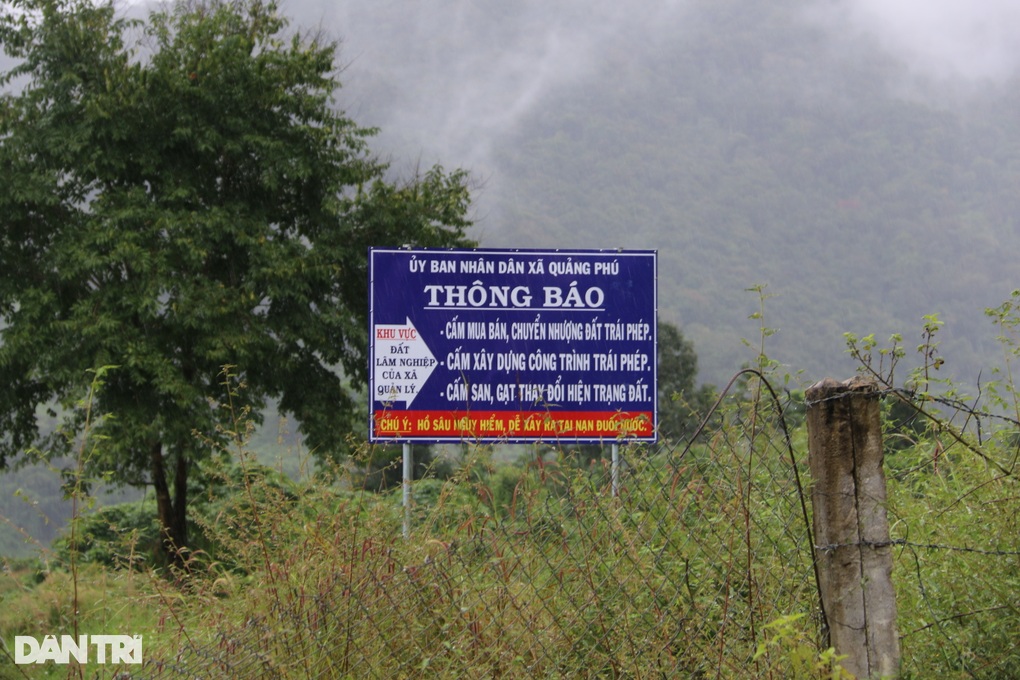 ỦY BAN NHÂN DÂN XÃ QUẢNG PHÚ
THÔNG BÁO
KHU VỰC
ĐẤT
LÂM NGHIỆP
CỦA XÃ
QUẢN LÝ
- CẤM MUA BÁN, CHUYỂN NHƯỢNG ĐẤT TRÁI PHÉP.
- CẤM XÂY DỰNG CÔNG TRÌNH TRÁI PHÉP.
- CẤM SAN, GẠT THAY ĐỔI HIỆN TRẠNG ĐẤT.
CHÚ Ý: HỒ SÂU NGUY HIỂM, DỄ XẢY RA TAI NẠN ĐUỐI NƯỚC.
DÂN TRÍ